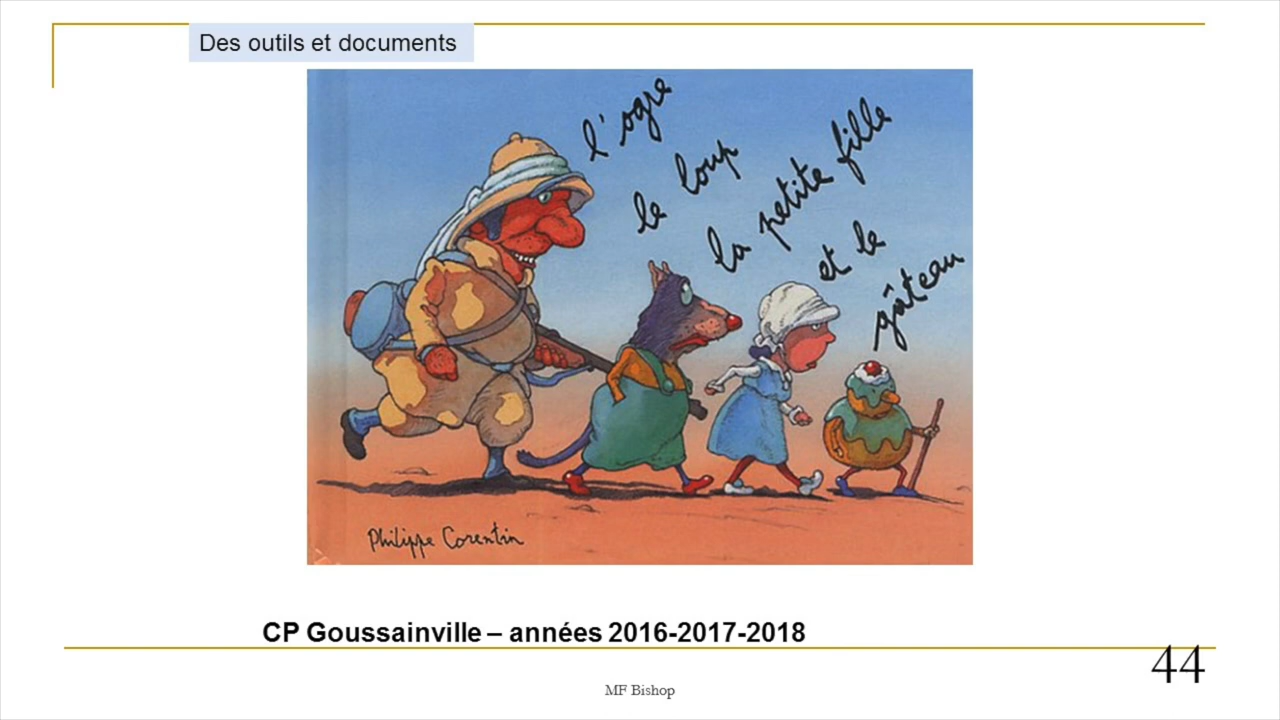 Des outils et documents
l'ogre
le loup
la petite fille
et le
gâteau
Philippe Corentin
CP Goussainville – années 2016-2017-2018
44
MF Bishop